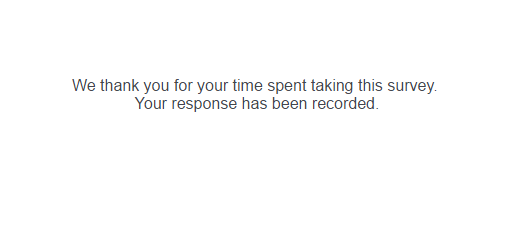 We thank you for your time spent taking this survey.
Your response has been recorded.